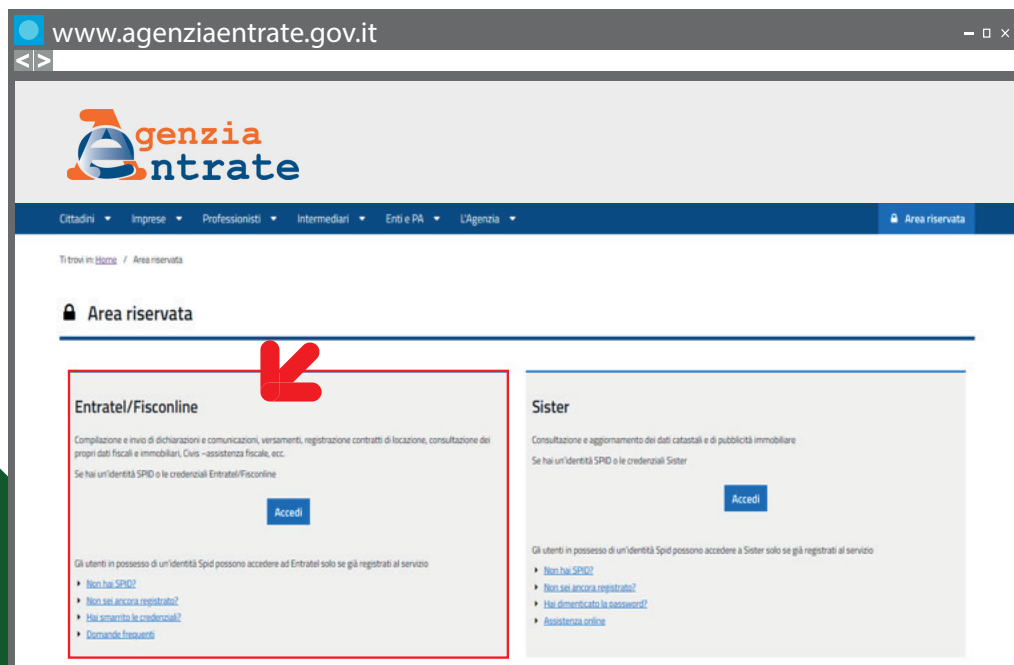 www.agenziaentrate.gov.it
Agenzia
Entrate
Cittadini Imprese Professionisti Intermediari Enti e PA L'Agenzia Area riservata
Ti trovi in: Home / Area riservata
Area riservata
Entratel/Fisconline
Compilazione e invio di dichiarazioni e comunicazioni, versamenti, registrazione contratti di locazione, consultazione dei
propri dati fiscali e immobiliari, Civis –assistenza fiscale, ecc.
Se hai un'identità SPID o le credenziali Entratel/Fisconline
Accedi
Gli utenti in possesso di un'identità Spid possono accedere ad Entratel solo se già registrati al servizio
Non hai SPID?
Non sei ancora registrato?
Hai smarrito le credenziali?
Domande frequenti
Sister
Consultazione e aggiornamento dei dati catastali e di pubblicità immobiliare
Se hai un'identità SPID o le credenziali Sister
Accedi
Gli utenti in possesso di un'identità Spid possono accedere a Sister solo se già registrati al servizio
Non hai SPID?
Non sei ancora registrato?
Hai dimenticato la password?
Assistenza online